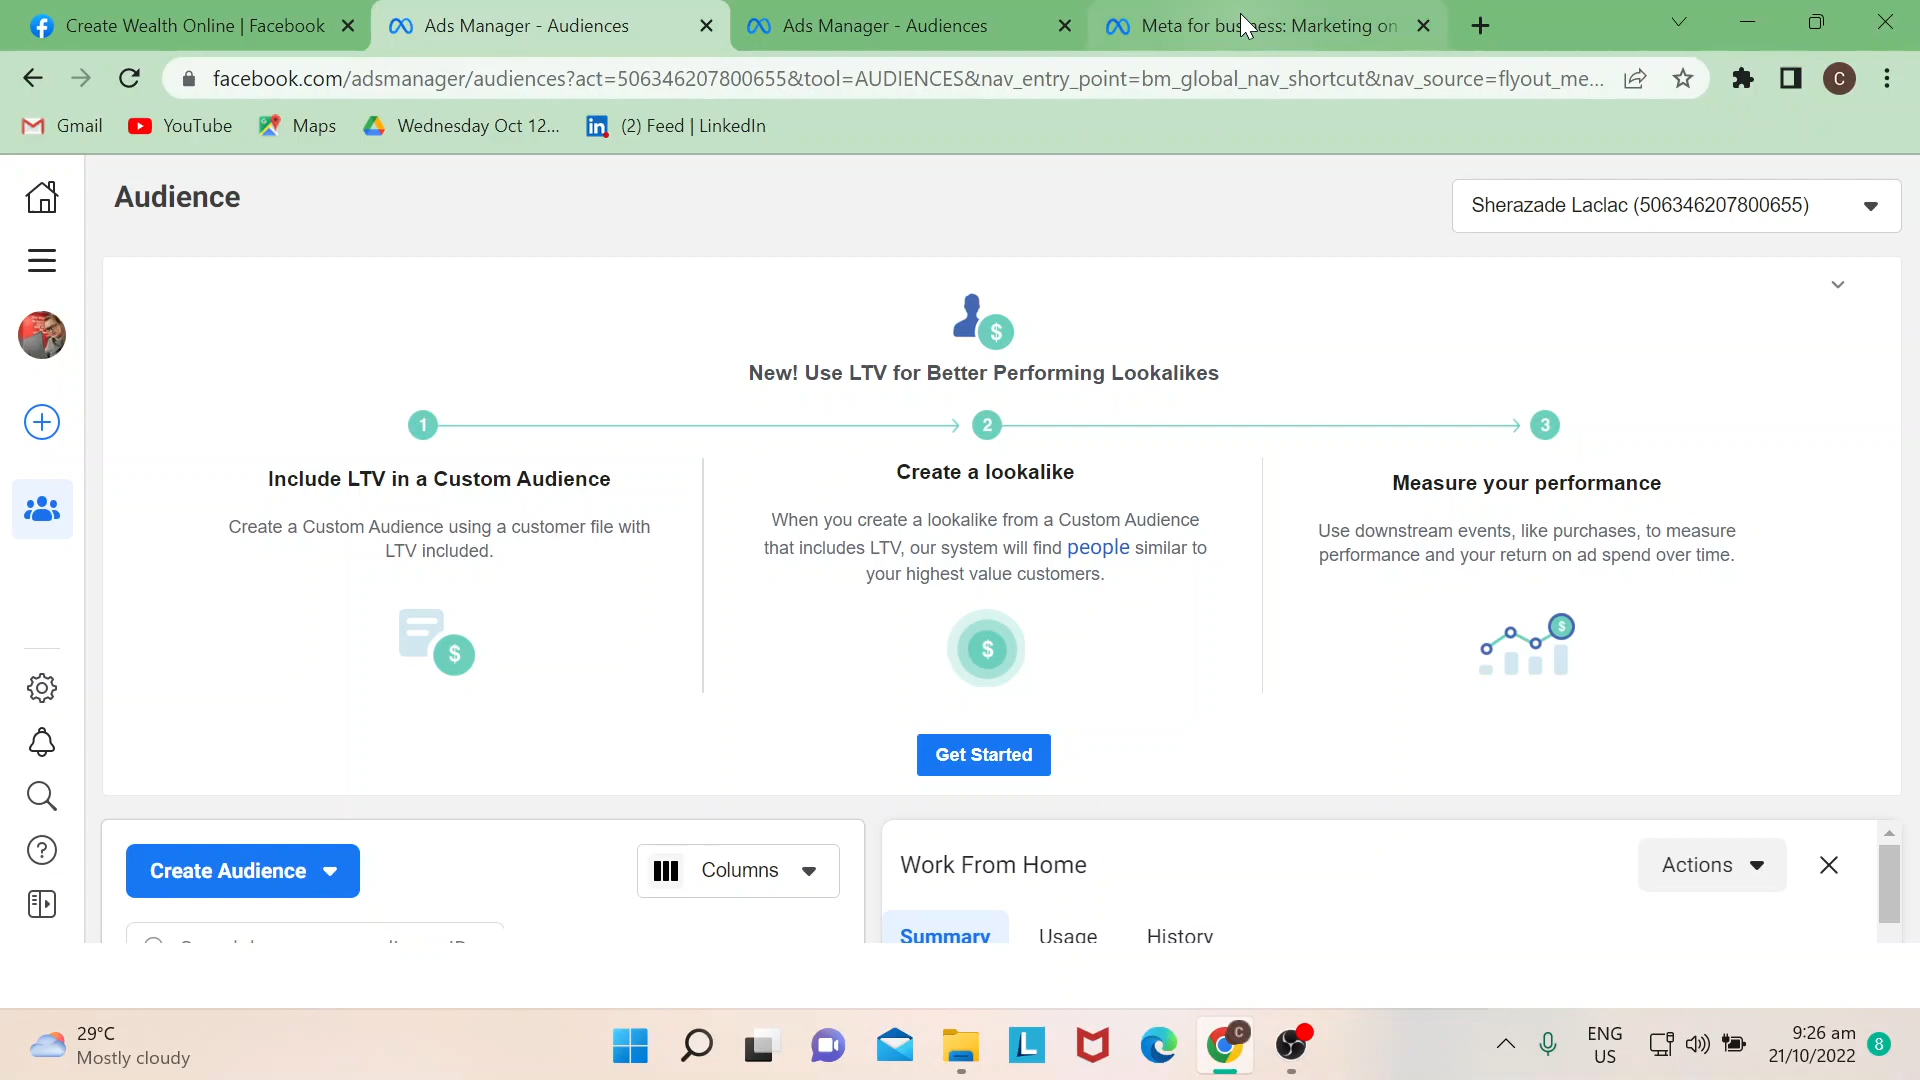 Create Wealth Online | Facebook
Ads Manager - Audiences
Ads Manager - Audiences
Meta for business: Marketing on
facebook.com/adsmanager/audiences?act=506346207800655&tool=AUDIENCES&nav_entry_point=bm_global_nav_shortcut&nav_source=flyout_me...
C
Gmail
YouTube
Maps
Wednesday Oct 12...
(2) Feed | LinkedIn
Audience
Sherazade Laclac (506346207800655)
New! Use LTV for Better Performing Lookalikes
1
2
3
Include LTV in a Custom Audience
Create a Custom Audience using a customer file with
LTV included.
Create a lookalike
When you create a lookalike from a Custom Audience
that includes LTV, our system will find people similar to
your highest value customers.
Measure your performance
Use downstream events, like purchases, to measure
performance and your return on ad spend over time.
Get Started
Create Audience
Columns
Work From Home
Actions
Summary
Usage
History
29°C
Mostly cloudy
ENG
US
9:26 am
21/10/2022
8